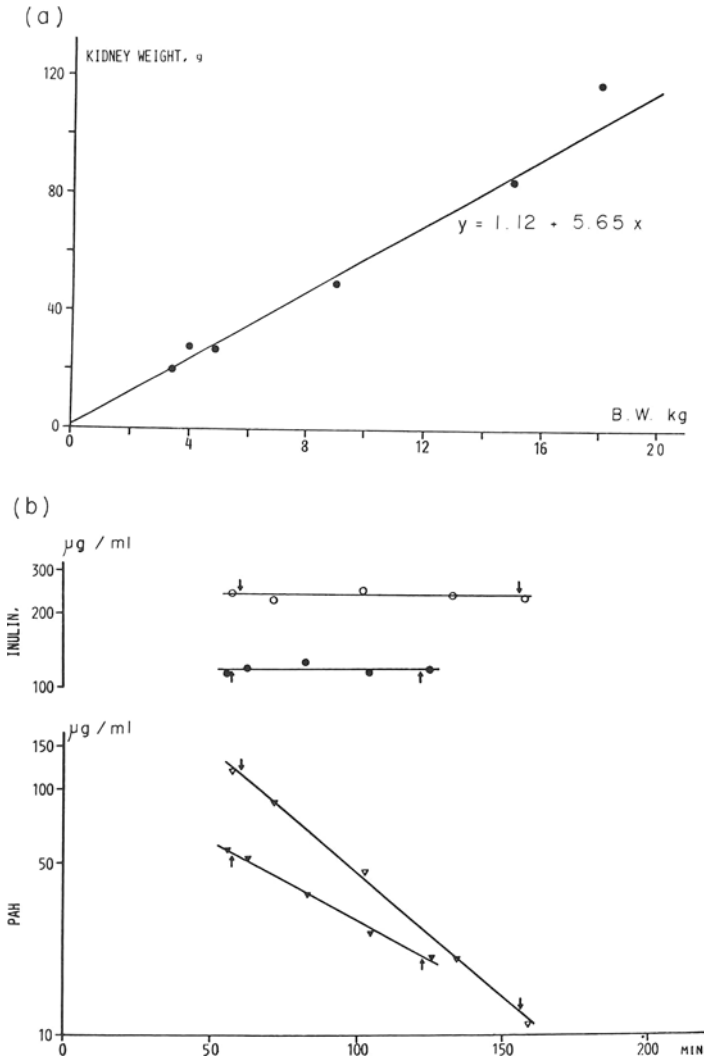 (a)
KIDNEY WEIGHT, g
120
80
y = 1.12 + 5.65 x
40
0
B.W. kg
0 4 8 12 16 20
(b)
µg / ml
300
200
INULIN,
100
µg / ml
150
100
50
PAH
10
0 50 100 150 200 MIN